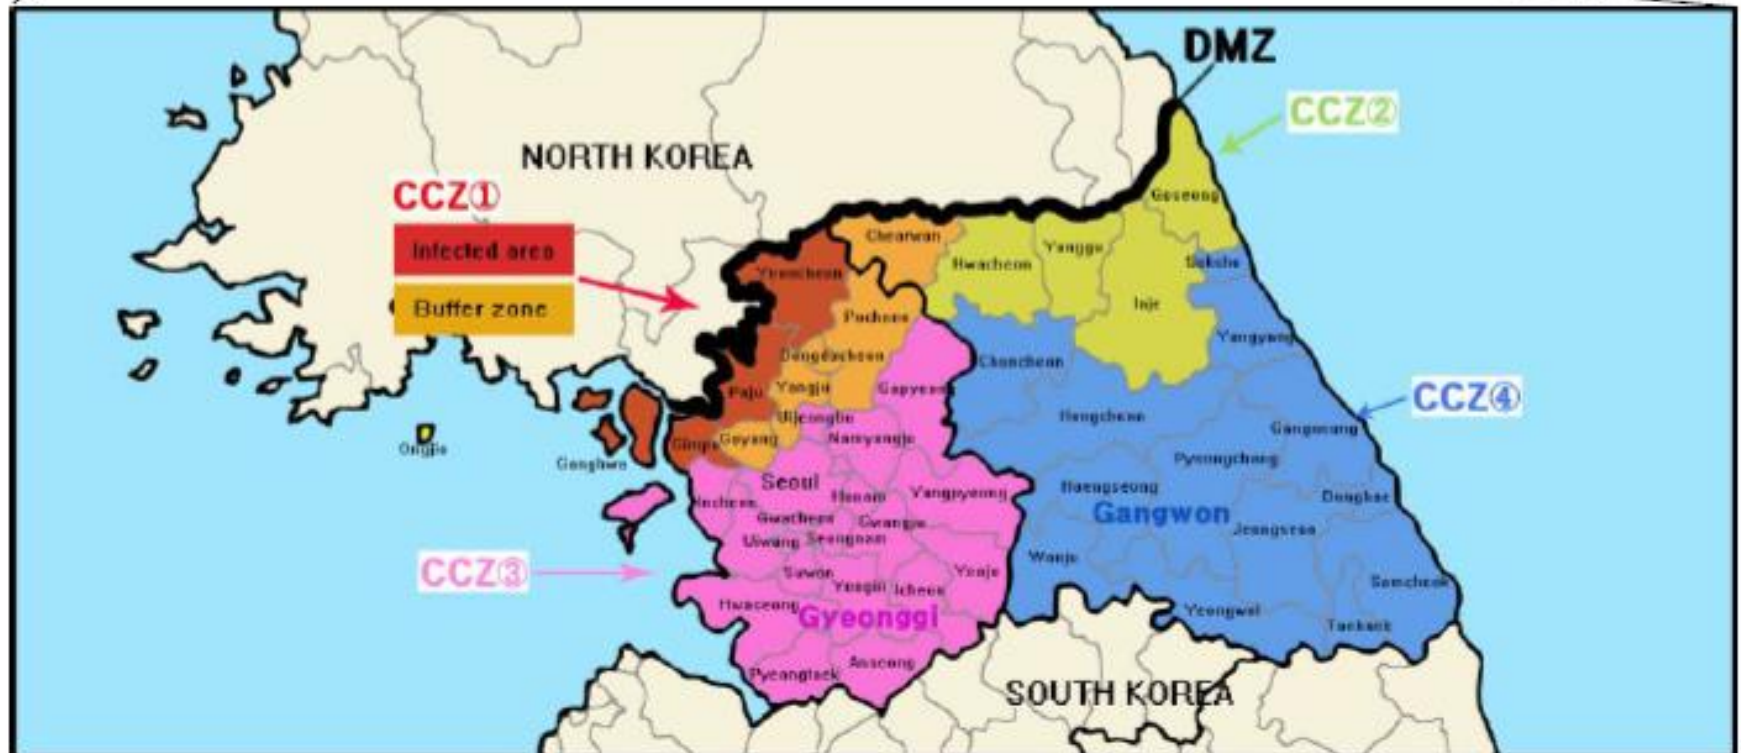 DMZ
CCZ②
NORTH KOREA
CCZ①
Infected area
Buffer zone
Goseong
Cheorwon
Yanggu
Hwacheon
Sokcho
Yeoncheon
Inje
Pocheon
Yangyang
Dongducheon
Chuncheon
Paju
Yangju
Gapyeong
CCZ④
Uijeongbu
Hongcheon
Gangneung
Gimpo
Goyang
Namyangju
Ongjin
Ganghwa
Pyeongchang
Seoul
Hanam
Yangpyeong
Hoengseong
Donghae
Incheon
Gangwon
Gwacheon
Gwangju
Jeongseon
Uiwang
Seongnam
Wonju
CCZ③
Suwon
Yongin
Icheon
Yeoju
Samcheok
Hwaseong
Gyeonggi
Yeongwol
Taebaek
Anseong
Pyeongtaek
SOUTH KOREA